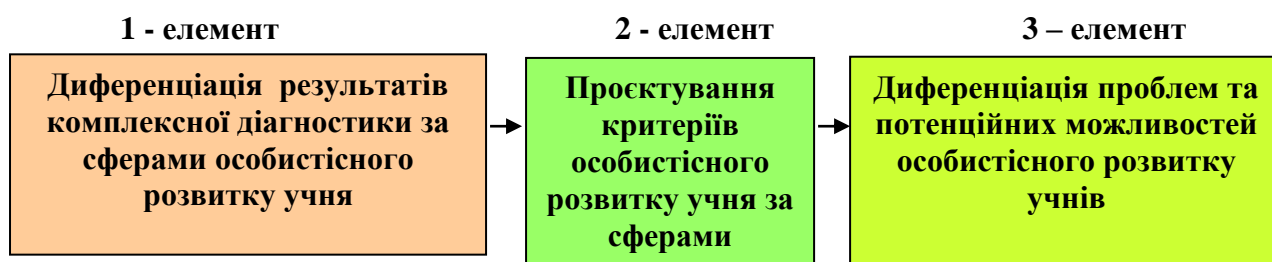 1 - елемент
2 - елемент
3 – елемент
Диференціація результатів
комплексної діагностики за
сферами особистісного
розвитку учня
Проєктування
критеріїв
особистісного
розвитку учня за
сферами
Диференціація проблем та
потенційних можливостей
особистісного розвитку
учнів